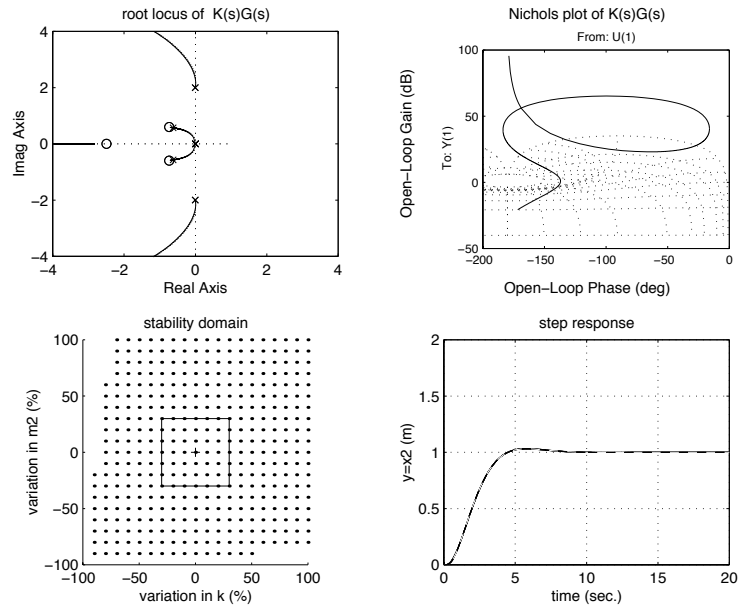 root locus of K(s)G(s)
4
2
0
−2
−4
−4
−2
0
2
4
Imag Axis
Real Axis
Nichols plot of K(s)G(s)
From: U(1)
100
50
0
−50
−200
−150
−100
−50
0
Open−Loop Gain (dB)
To: Y(1)
Open−Loop Phase (deg)
stability domain
100
50
0
−50
−100
−100
−50
0
50
100
variation in m2 (%)
variation in k (%)
step response
2
1.5
1
0.5
0
0
5
10
15
20
y=x2 (m)
time (sec.)